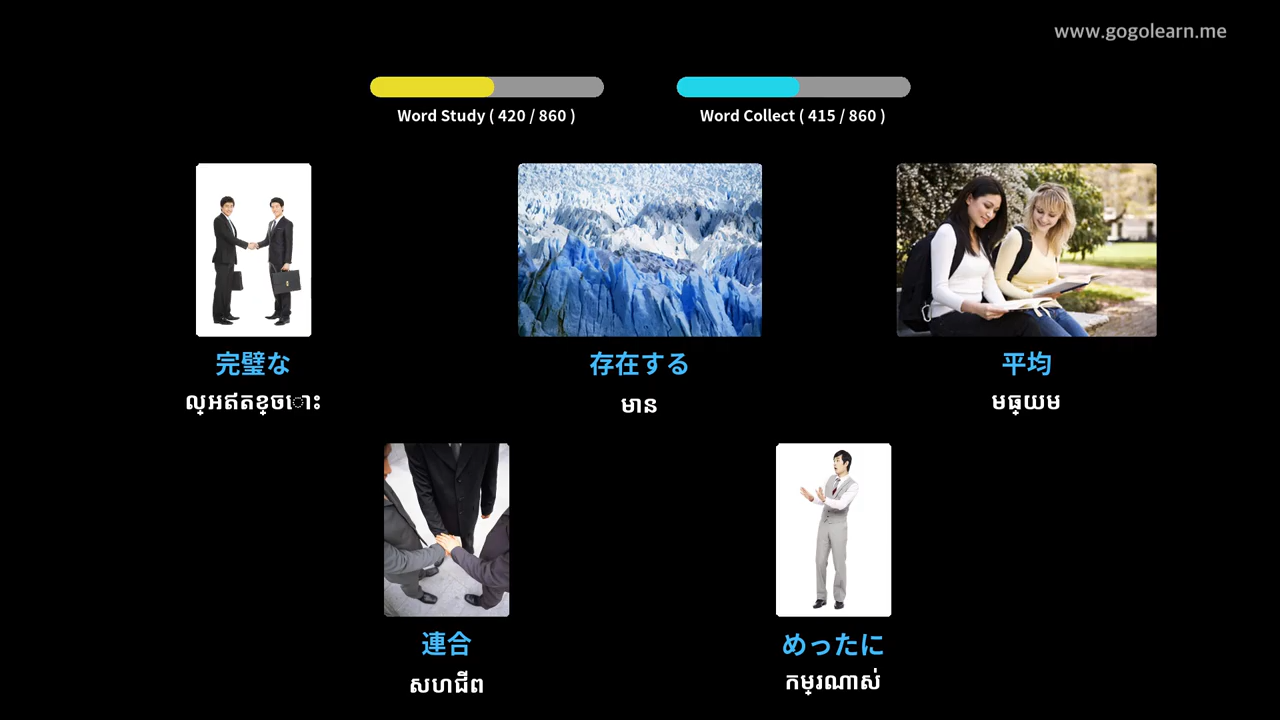 www.gogolearn.me
Word Study ( 420 / 860 )
Word Collect ( 415 / 860 )
完璧な
ល្អឥតខ្ចោះ
存在する
មាន
平均
មធ្យម
連合
សហជីព
めったに
កម្រណាស់